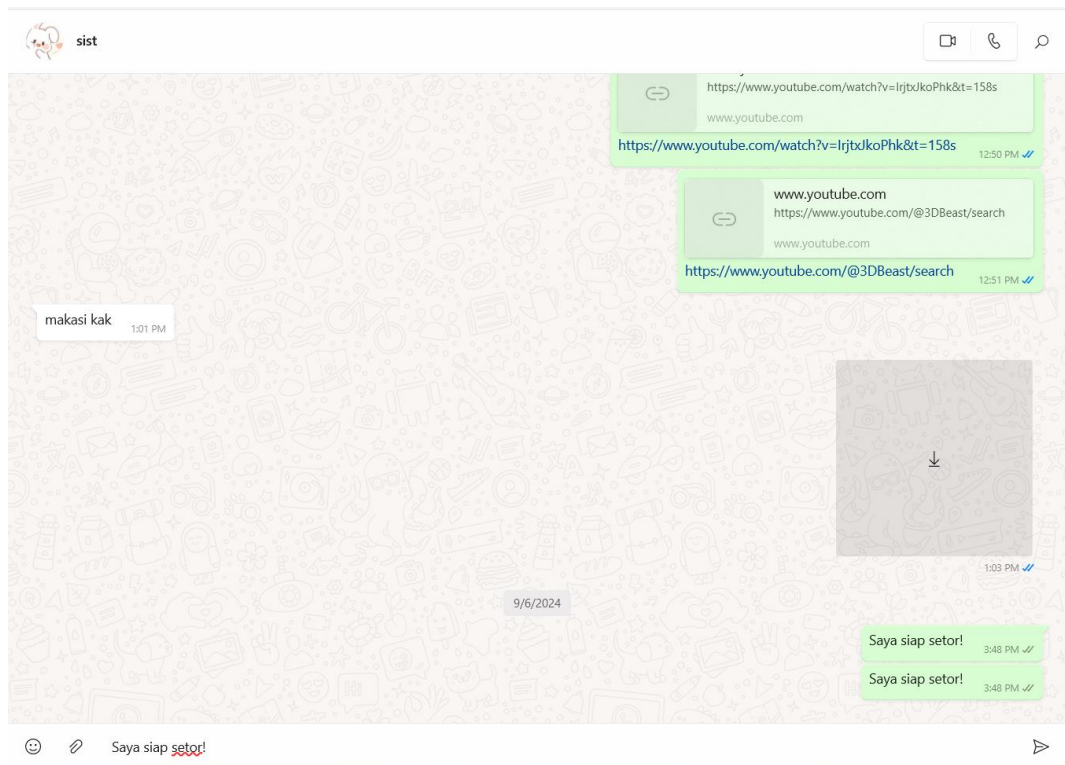 sist
https://www.youtube.com/watch?v=IrjtxJkoPhk&t=158s
www.youtube.com
https://www.youtube.com/watch?v=IrjtxJkoPhk&t=158s
12:50 PM
www.youtube.com
https://www.youtube.com/@3DBeast/search
www.youtube.com
https://www.youtube.com/@3DBeast/search
12:51 PM
makasi kak
1:01 PM
1:03 PM
9/6/2024
Saya siap setor!
3:48 PM
Saya siap setor!
3:48 PM
Saya siap setor!